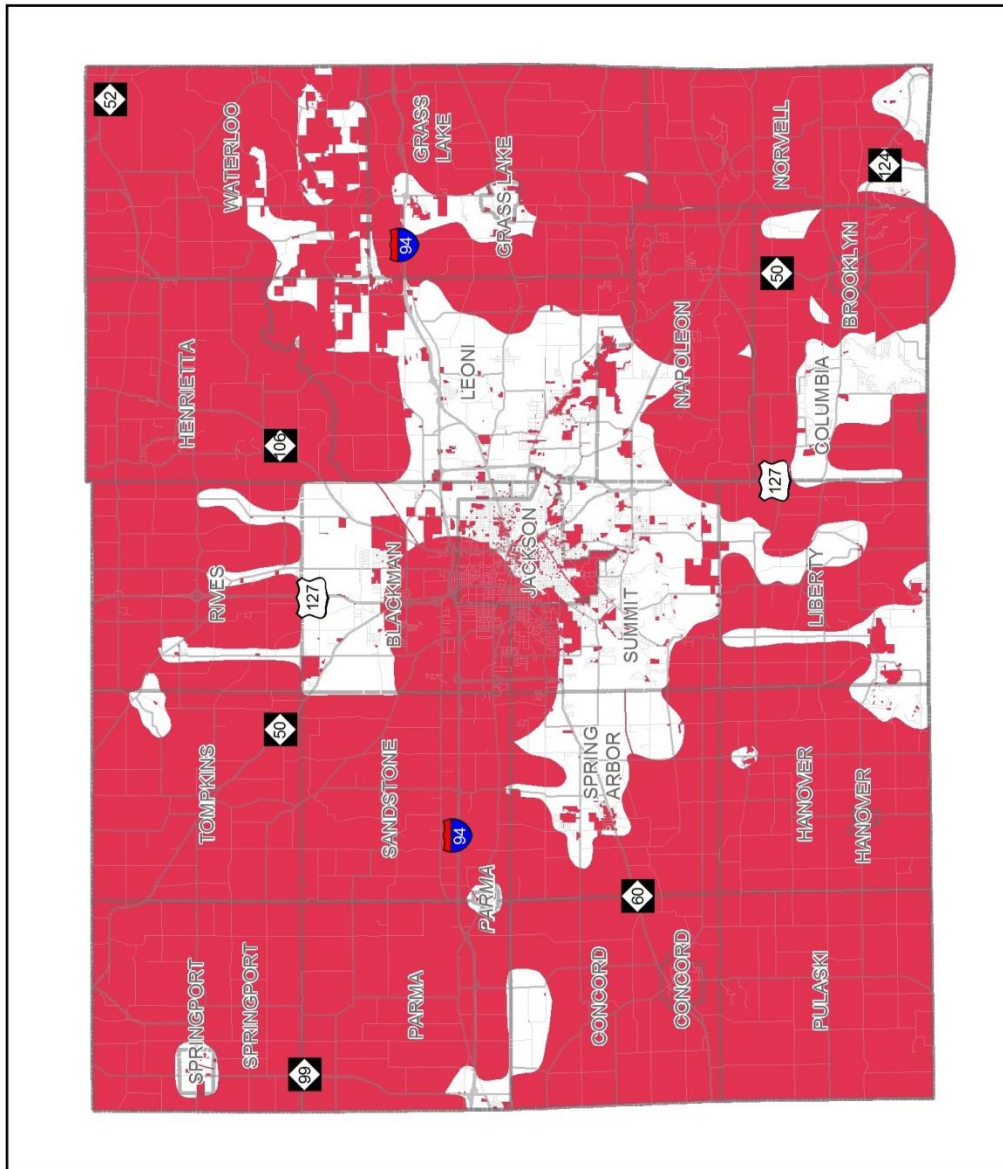 52
SPRINGPORT
TOMPKINS
RIVES
HENRIETTA
WATERLOO
SPRINGPORT
50
106
99
127
SANDSTONE
BLACKMAN
94
PARMA
GRASS
LAKE
94
LEONI
PARMA
GRASS LAKE
JACKSON
CONCORD
SPRING
ARBOR
SUMMIT
60
CONCORD
NAPOLEON
127
50
NORVELL
PULASKI
HANOVER
LIBERTY
COLUMBIA
BROOKLYN
HANOVER
124